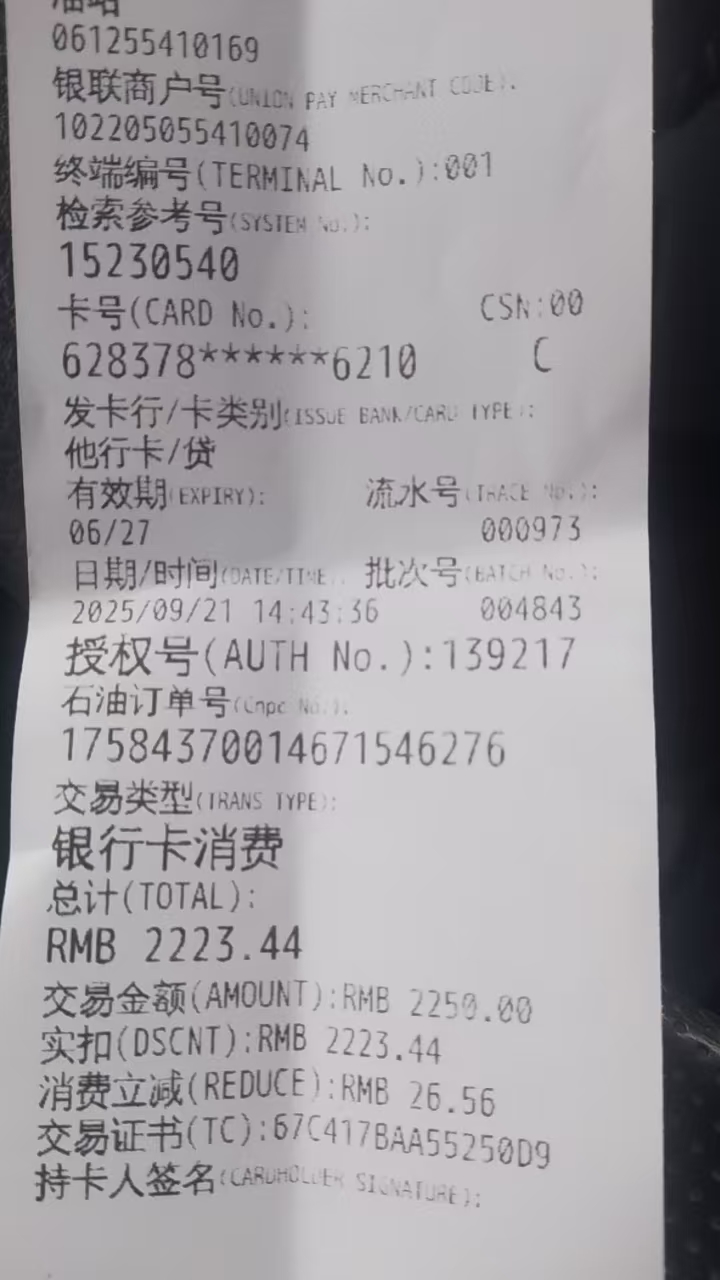 油站
061255410169
银联商户号(UNION PAY MERCHANT CODE):
102205055410074
终端编号(TERMINAL No.):001
检索参考号(SYSTEM No.):
15230540
卡号(CARD No.): CSN:00
628378******6210 C
发卡行/卡类别(ISSUE BANK/CARD TYPE):
他行卡/贷
有效期(EXPIRY): 流水号(TRACE No.):
06/27 000973
日期/时间(DATE/TIME.. 批次号(BATCH No.):
2025/09/21 14:43:36 004843
授权号(AUTH No.):139217
石油订单号(Cnpc No.):
17584370014671546276
交易类型(TRANS TYPE):
银行卡消费
总计(TOTAL):
RMB 2223.44
交易金额(AMOUNT):RMB 2250.00
实扣(DSCNT):RMB 2223.44
消费立减(REDUCE):RMB 26.56
交易证书(TC):67C417BAA55250D9
持卡人签名(CARDHOLDER SIGNATURE):